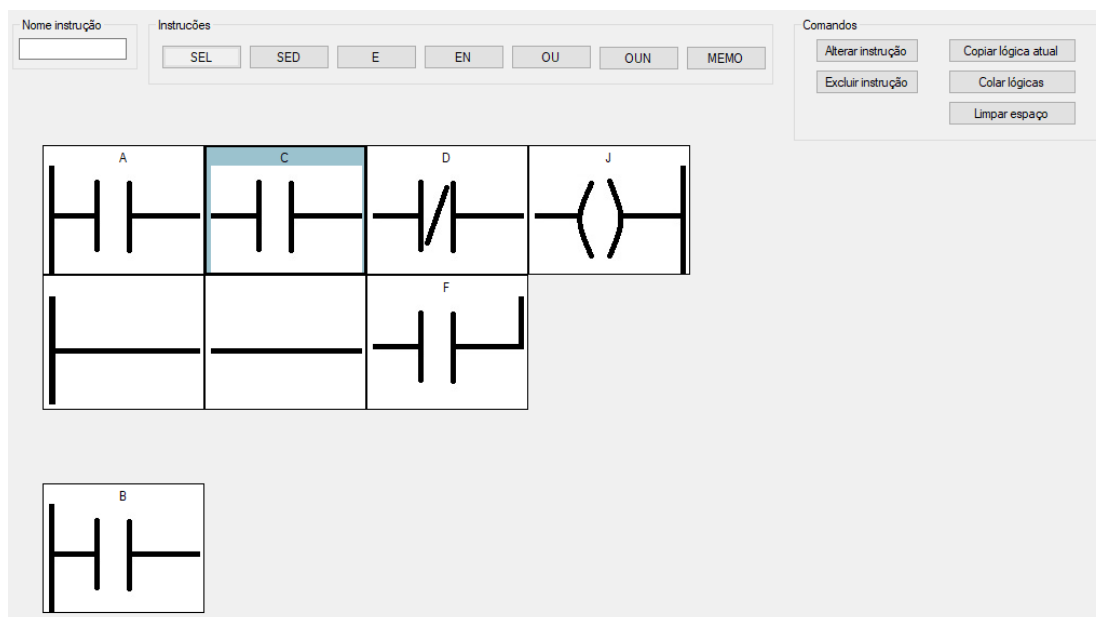 Nome instrução
Instrucões
SEL
SED
E
EN
OU
OUN
MEMO
Comandos
Alterar instrução
Copiar lógica atual
Excluir instrução
Colar lógicas
Limpar espaço
A
C
D
J
F
B